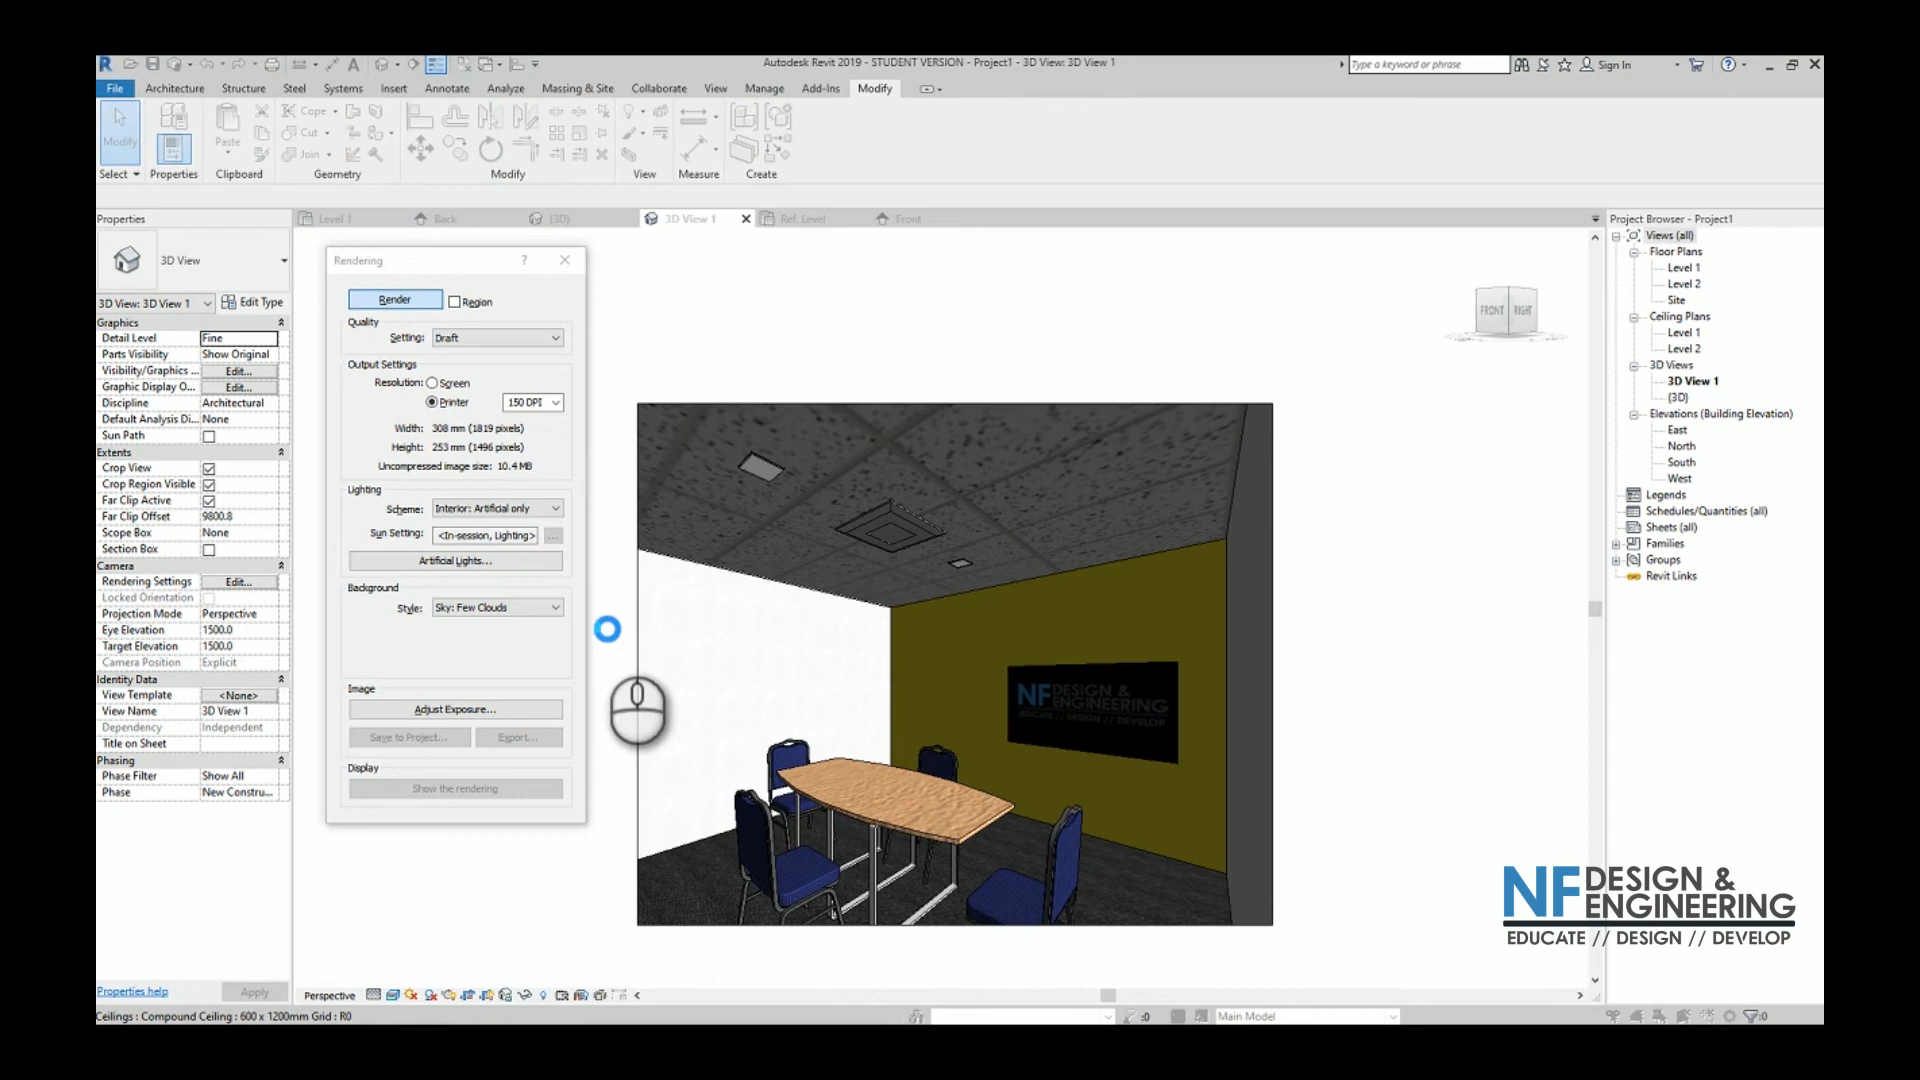 Autodesk Revit 2019 - STUDENT VERSION - Project1 - 3D View: 3D View 1
Type a keyword or phrase
Sign In
File Architecture Structure Steel Systems Insert Annotate Analyze Massing & Site Collaborate View Manage Add-Ins Modify
Modify
Paste
Cope
Cut
Join
Select Properties Clipboard Geometry Modify View Measure Create
Properties
Level 1 Back {3D} 3D View 1 Ref. Level Front
Project Browser - Project1
3D View
3D View: 3D View 1 Edit Type
Graphics
Detail Level Fine
Parts Visibility Show Original
Visibility/Graphics ... Edit...
Graphic Display O... Edit...
Discipline Architectural
Default Analysis Di... None
Sun Path
Extents
Crop View
Crop Region Visible
Far Clip Active
Far Clip Offset 9800.8
Scope Box None
Section Box
Camera
Rendering Settings Edit...
Locked Orientation
Projection Mode Perspective
Eye Elevation 1500.0
Target Elevation 1500.0
Camera Position Explicit
Identity Data
View Template <None>
View Name 3D View 1
Dependency Independent
Title on Sheet
Phasing
Phase Filter Show All
Phase New Constru...
Properties help Apply
Rendering ?
Render Region
Quality
Setting: Draft
Output Settings
Resolution: Screen
Printer 150 DPI
Width: 308 mm (1819 pixels)
Height: 253 mm (1496 pixels)
Uncompressed image size: 10.4 MB
Lighting
Scheme: Interior: Artificial only
Sun Setting: <In-session, Lighting> ...
Artificial Lights...
Background
Style: Sky: Few Clouds
Image
Adjust Exposure...
Save to Project... Export...
Display
Show the rendering
FRONT RIGHT
NF DESIGN & ENGINEERING
EDUCATE // DESIGN // DEVELOP
Views (all)
Floor Plans
Level 1
Level 2
Site
Ceiling Plans
Level 1
Level 2
3D Views
3D View 1
{3D}
Elevations (Building Elevation)
East
North
South
West
Legends
Schedules/Quantities (all)
Sheets (all)
Families
Groups
Revit Links
NF DESIGN & ENGINEERING
EDUCATE // DESIGN // DEVELOP
Perspective
Ceilings : Compound Ceiling : 600 x 1200mm Grid : R0 :0 Main Model :0